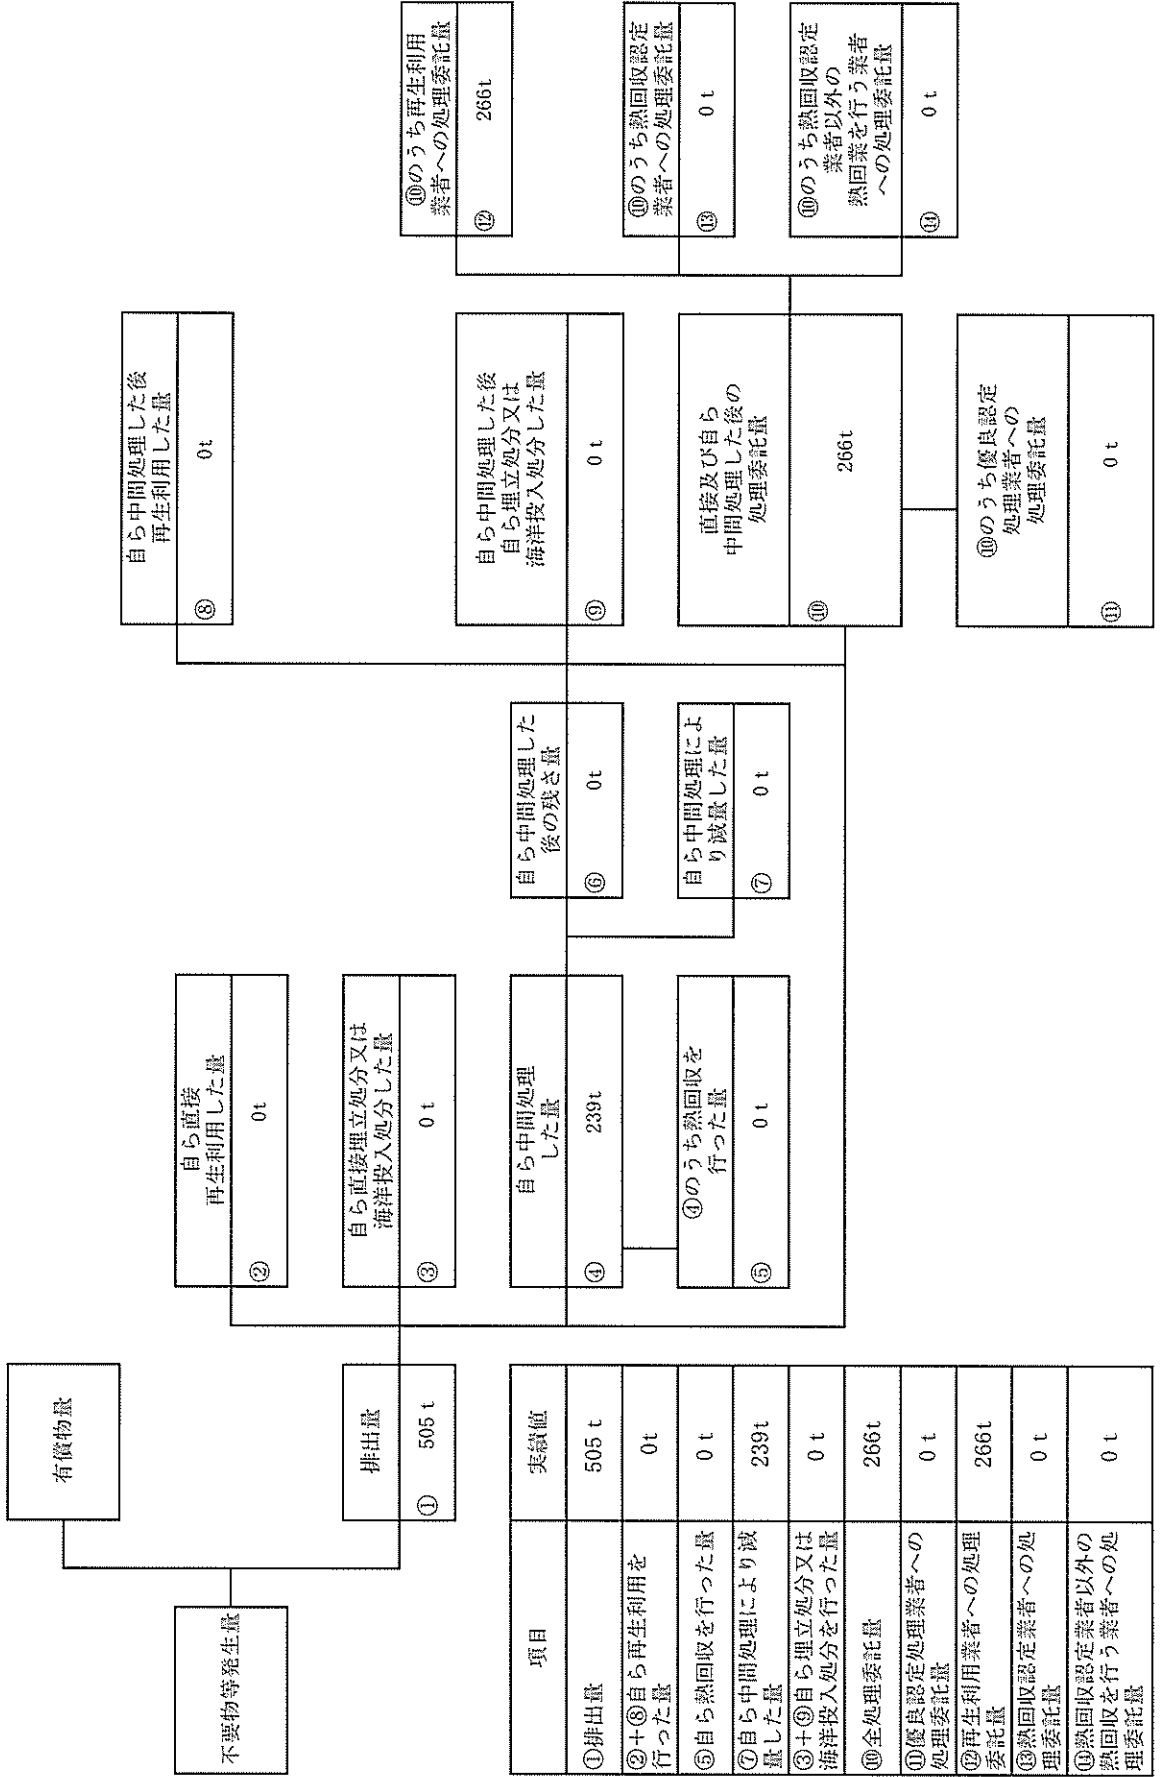 不要物等発生量
有償物量
排出量
① 505 t
自ら直接
再生利用した量
② 0t
自ら直接埋立処分又は
海洋投入処分した量
③ 0 t
自ら中間処理
した量
④ 239t
④のうち熱回収を
行った量
⑤ 0 t
自ら中間処理した
後の残さ量
⑥ 0t
自ら中間処理によ
り減量した量
⑦ 0 t
自ら中間処理した後
再生利用した量
⑧ 0t
自ら中間処理した後
自ら埋立処分又は
海洋投入処分した量
⑨ 0 t
直接及び自ら
中間処理した後の
処理委託量
⑩ 266t
⑩のうち優良認定
処理業者への
処理委託量
⑪ 0 t
⑩のうち再生利用
業者への処理委託量
⑫ 266t
⑩のうち熱回収認定
業者への処理委託量
⑬ 0 t
⑩のうち熱回収認定
業者以外の
熱回業を行う業者
への処理委託量
⑭ 0 t
項目 実績値
①排出量 505 t
②+⑧自ら再生利用を
行った量 0t
⑤自ら熱回収を行った量 0 t
⑦自ら中間処理により減
量した量 239t
③+⑨自ら埋立処分又は
海洋投入処分を行った量 0 t
⑩全処理委託量 266t
⑪優良認定処理業者への
処理委託量 0 t
⑫再生利用業者への処理
委託量 266t
⑬熱回収認定業者への処
理委託量 0 t
⑭熱回収認定業者以外の
熱回収を行う業者への処
理委託量 0 t